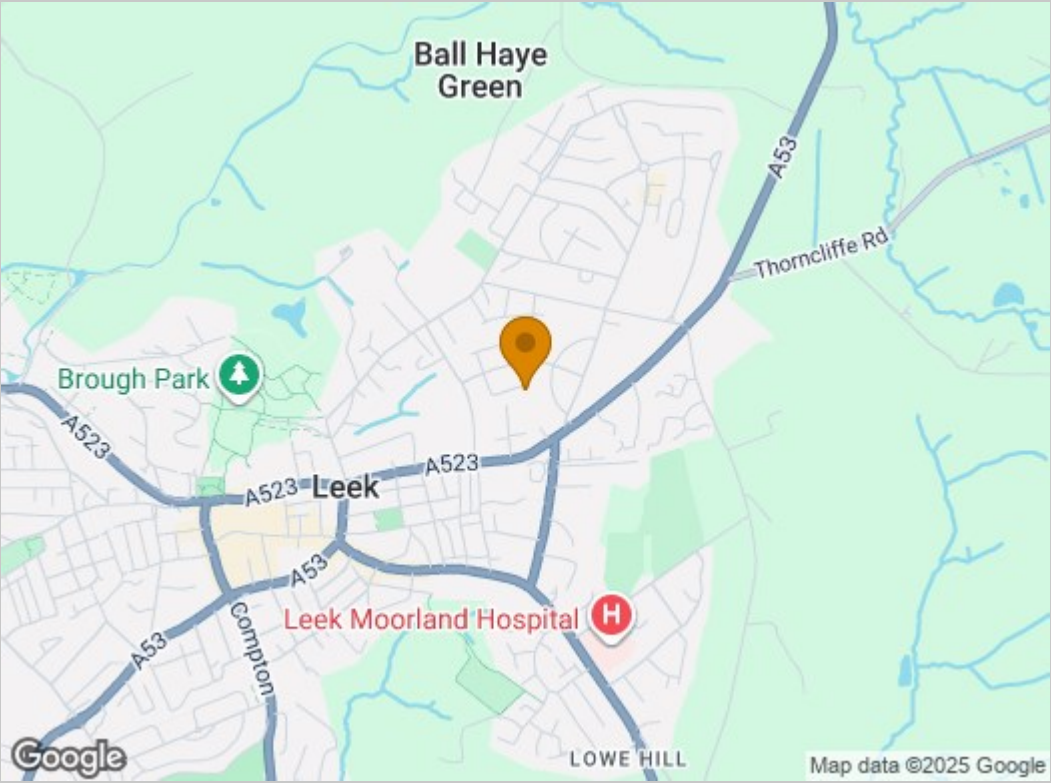 Ball Haye
Green
A53
Thorncliffe Rd
Brough Park
A523
A523
Leek
A523
A53
Leek Moorland Hospital
H
Compton
A53
LOWE HILL
Google
Map data ©2025 Google